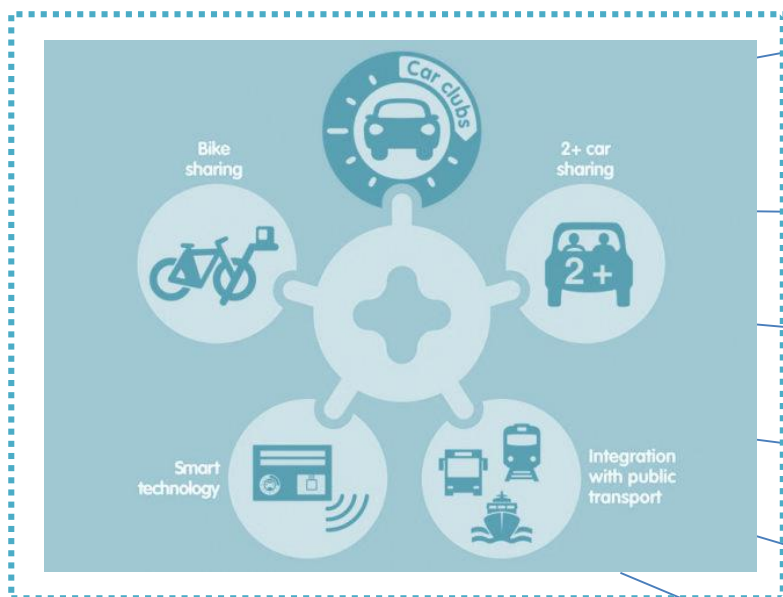 Car clubs
Bike
sharing
2+ car
sharing
2+
Smart
technology
Integration
with public
transport